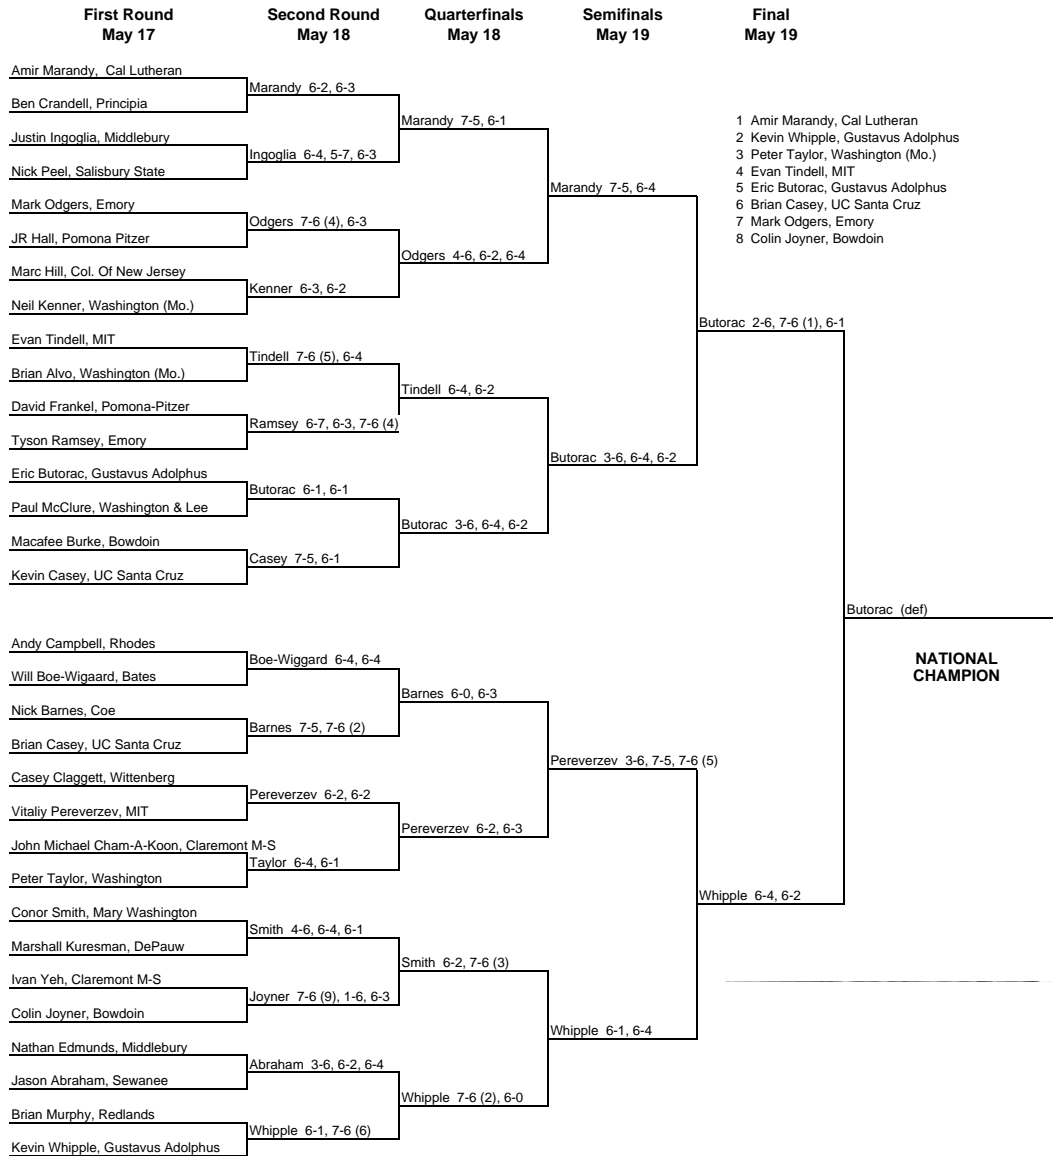 First Round Second Round Quarterfinals Semifinals Final
May 17 May 18 May 18 May 19 May 19
Amir Marandy,  Cal Lutheran
Marandy  6-2, 6-3
Ben Crandell, Principia
Marandy  7-5, 6-1
Justin Ingoglia, Middlebury
Ingoglia  6-4, 5-7, 6-3
Nick Peel, Salisbury State
Marandy  7-5, 6-4
Mark Odgers, Emory
Odgers  7-6 (4), 6-3
JR Hall, Pomona Pitzer
Odgers  4-6, 6-2, 6-4
Marc Hill, Col. Of New Jersey
Kenner  6-3, 6-2
Neil Kenner, Washington (Mo.)
1  Amir Marandy, Cal Lutheran
2  Kevin Whipple, Gustavus Adolphus
3  Peter Taylor, Washington (Mo.)
4  Evan Tindell, MIT
5  Eric Butorac, Gustavus Adolphus
6  Brian Casey, UC Santa Cruz
7  Mark Odgers, Emory
8  Colin Joyner, Bowdoin
Butorac  2-6, 7-6 (1), 6-1
Evan Tindell, MIT
Tindell  7-6 (5), 6-4
Brian Alvo, Washington (Mo.)
Tindell  6-4, 6-2
David Frankel, Pomona-Pitzer
Ramsey  6-7, 6-3, 7-6 (4)
Tyson Ramsey, Emory
Butorac  3-6, 6-4, 6-2
Eric Butorac, Gustavus Adolphus
Butorac  6-1, 6-1
Paul McClure, Washington & Lee
Butorac  3-6, 6-4, 6-2
Macafee Burke, Bowdoin
Casey  7-5, 6-1
Kevin Casey, UC Santa Cruz
Butorac  (def)
NATIONAL
CHAMPION
Andy Campbell, Rhodes
Boe-Wiggard  6-4, 6-4
Will Boe-Wigaard, Bates
Barnes  6-0, 6-3
Nick Barnes, Coe
Barnes  7-5, 7-6 (2)
Brian Casey, UC Santa Cruz
Pereverzev  3-6, 7-5, 7-6 (5)
Casey Claggett, Wittenberg
Pereverzev  6-2, 6-2
Vitaliy Pereverzev, MIT
Pereverzev  6-2, 6-3
John Michael Cham-A-Koon, Claremont M-S
Taylor  6-4, 6-1
Peter Taylor, Washington
Whipple  6-4, 6-2
Conor Smith, Mary Washington
Smith  4-6, 6-4, 6-1
Marshall Kuresman, DePauw
Smith  6-2, 7-6 (3)
Ivan Yeh, Claremont M-S
Joyner  7-6 (9), 1-6, 6-3
Colin Joyner, Bowdoin
Whipple  6-1, 6-4
Nathan Edmunds, Middlebury
Abraham  3-6, 6-2, 6-4
Jason Abraham, Sewanee
Whipple  7-6 (2), 6-0
Brian Murphy, Redlands
Whipple  6-1, 7-6 (6)
Kevin Whipple, Gustavus Adolphus